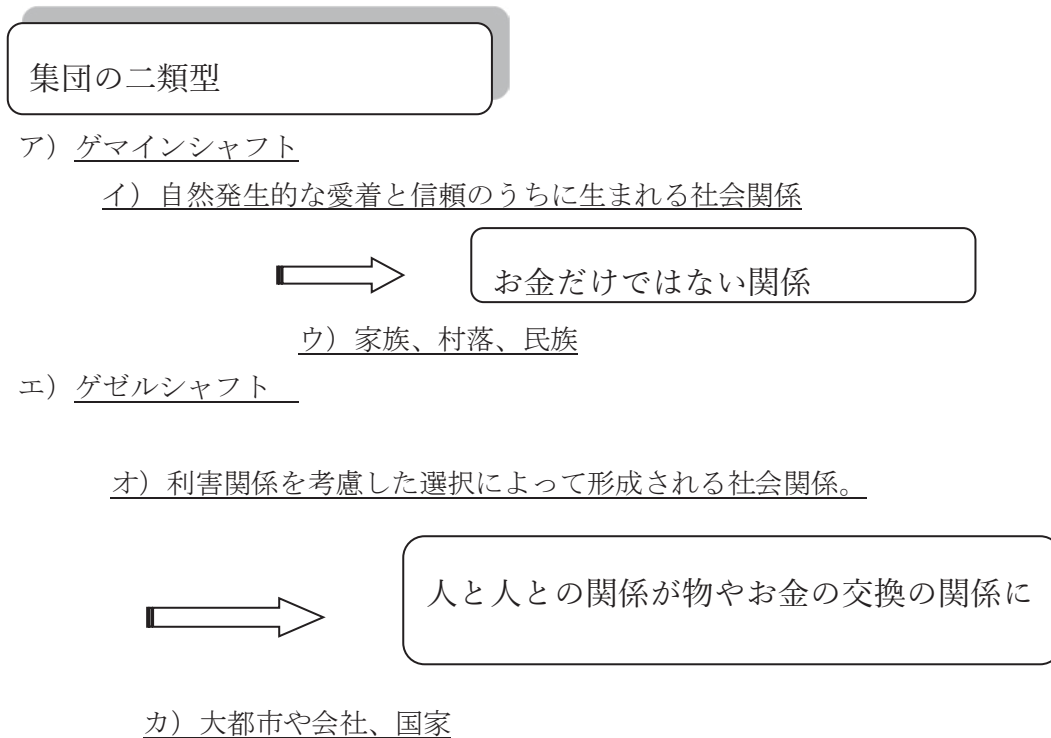 集団の二類型
ア）ゲマインシャフト
イ）自然発生的な愛着と信頼のうちに生まれる社会関係
お金だけではない関係
ウ）家族、村落、民族
エ）ゲゼルシャフト
オ）利害関係を考慮した選択によって形成される社会関係。
人と人との関係が物やお金の交換の関係に
カ）大都市や会社、国家